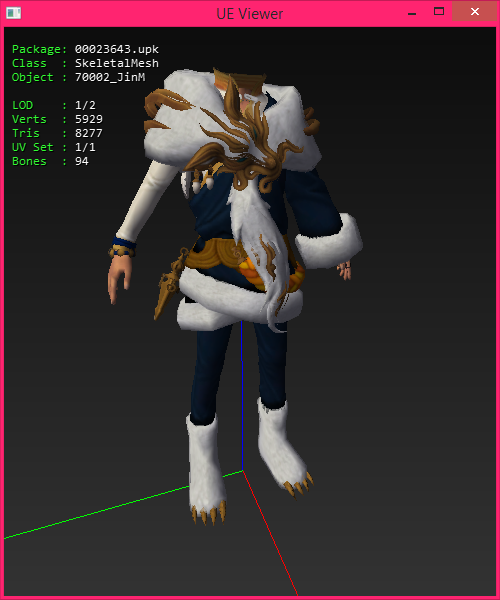 UE Viewer
Package: 00023643.upk
Class  : SkeletalMesh
Object : 70002_JinM
LOD    : 1/2
Verts  : 5929
Tris   : 8277
UV Set : 1/1
Bones  : 94